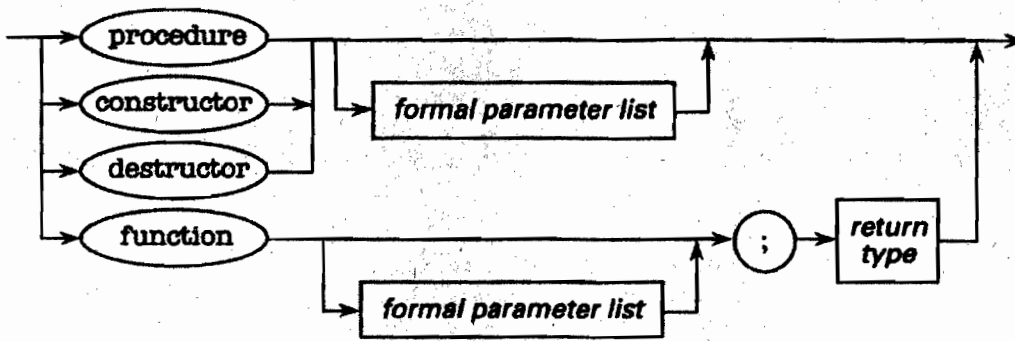 procedure
constructor
formal parameter list
destructor
function
;
return
type
formal parameter list